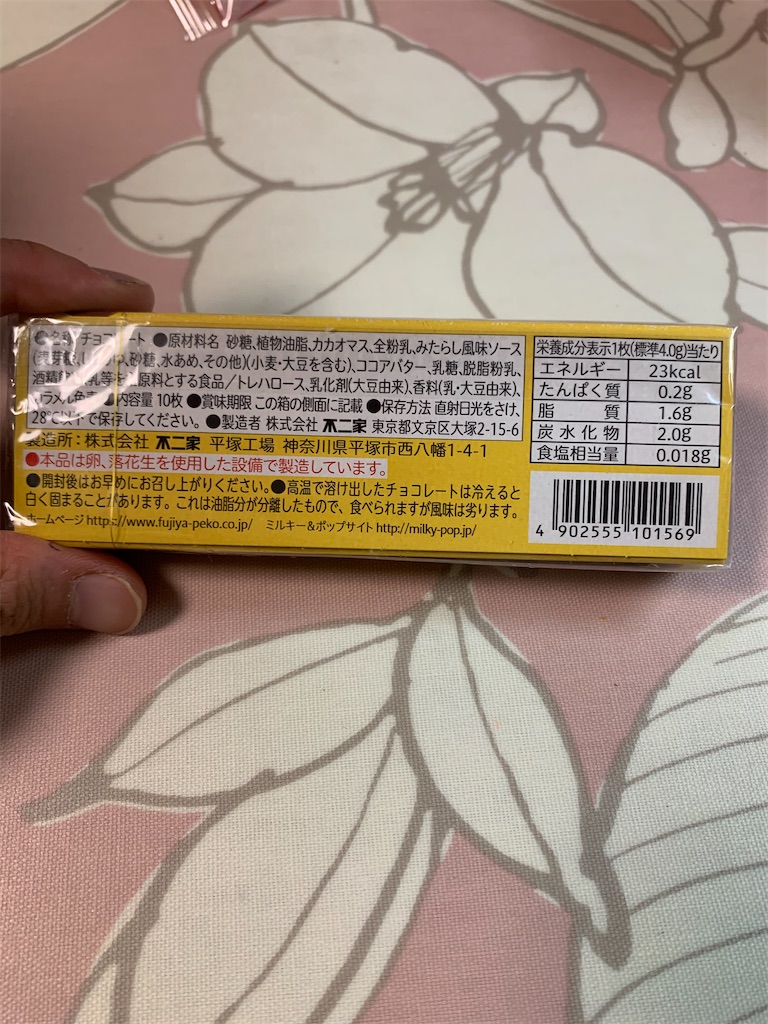 ●名称 チョコレート ●原材料名 砂糖、植物油脂、カカオマス、全粉乳、みたらし風味ソース
しょうゆ、砂糖、水あめ、その他)(小麦・大豆を含む)、ココアバター、乳糖、脱脂粉乳、
乳等を主原料とする食品/トレハロース、乳化剤(大豆由来)、香料(乳・大豆由来)、
●内容量 10枚 ●賞味期限 この箱の側面に記載 ●保存方法 直射日光をさけ、
28℃以下で保存してください。 ●製造者 株式会社 不二家 東京都文京区大塚2-15-6
製造所:株式会社 不二家 平塚工場 神奈川県平塚市西八幡1-4-1
●本品は卵、落花生を使用した設備で製造しています。
●開封後はお早めにお召し上がりください。●高温で溶け出したチョコレートは冷えると
白く固まることがあります。これは油脂分が分離したもので、食べられますが風味は劣ります。
ホームページ http://www.fujiya-peko.co.jp/ ミルキー&ポップサイト http://milky-pop.jp/
栄養成分表示1枚(標準4.0g)当たり
エネルギー 23kcal
たんぱく質 0.2g
脂質 1.6g
炭水化物 2.0g
食塩相当量 0.018g
4 902555 101569